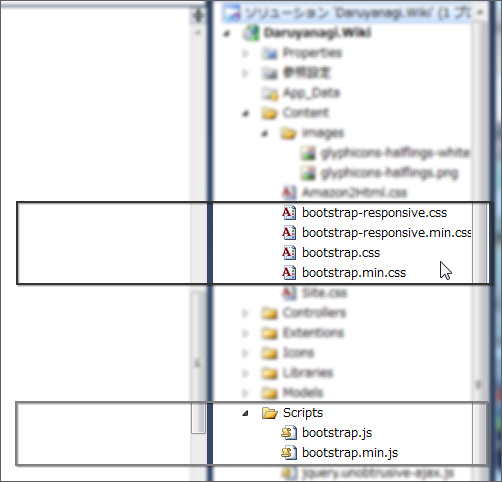 ソリューション 'Daruyanagi.Wiki' (1 プロ
Daruyanagi.Wiki
Properties
参照設定
App_Data
Content
images
glyphicons-halflings-white
glyphicons-halflings.png
Amazon2Html.css
bootstrap-responsive.css
bootstrap-responsive.min.css
bootstrap.css
bootstrap.min.css
Site.css
Controllers
Extentions
Icons
Libraries
Models
Scripts
bootstrap.js
bootstrap.min.js
jquery.unobtrusive-ajax.js